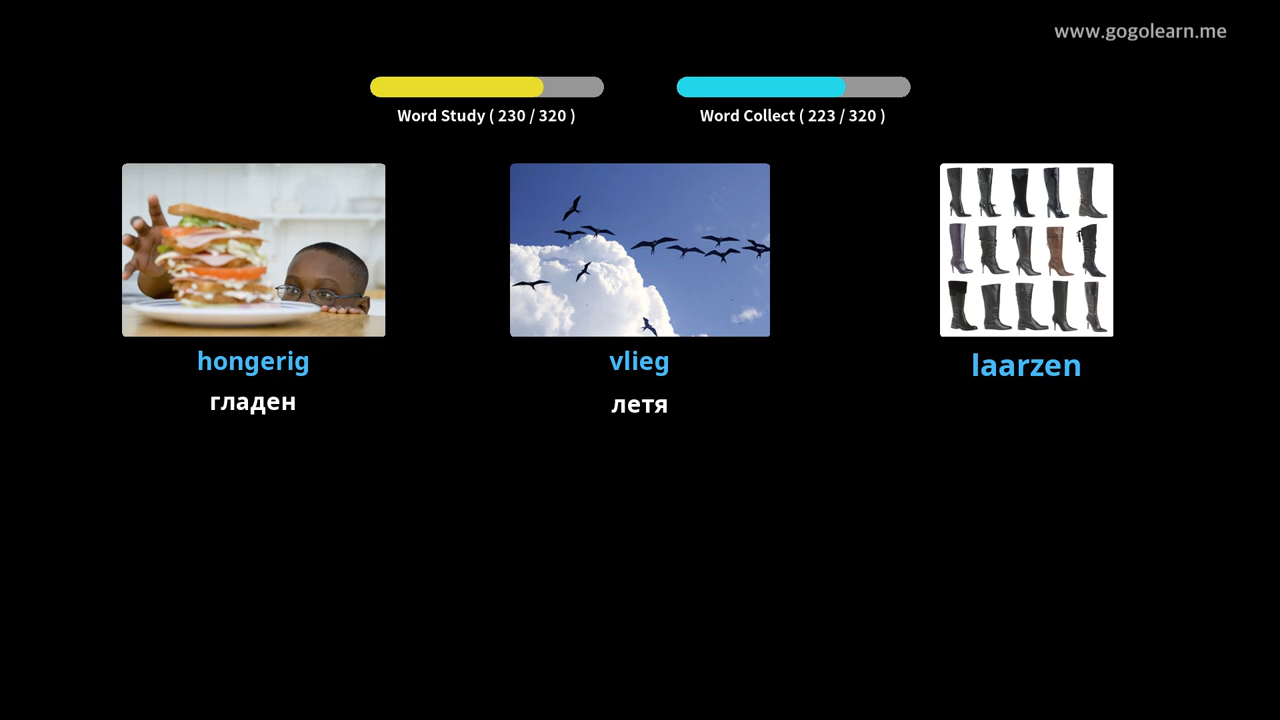 www.gogolearn.me
Word Study ( 230 / 320 )
Word Collect ( 223 / 320 )
hongerig
vlieg
laarzen
гладен
летя